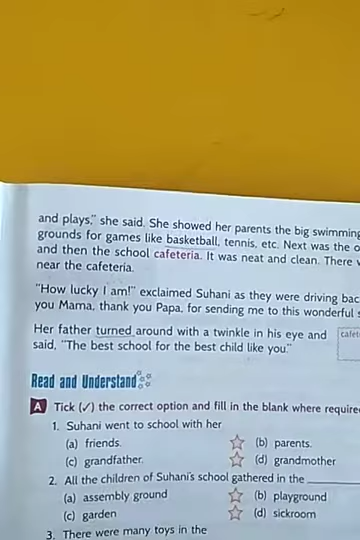 and plays," she said. She showed her parents the big swimming
grounds for games like basketball, tennis, etc. Next was the
and then the school cafeteria. It was neat and clean. There
near the cafeteria.
"How lucky I am!" exclaimed Suhani as they were driving
you Mama, thank you Papa, for sending me to this wonderful
Her father turned around with a twinkle in his eye and
said, "The best school for the best child like you."
Read and Understand
A Tick (✓) the correct option and fill in the blank where
1. Suhani went to school with her
(a) friends. (b) parents.
(c) grandfather. (d) grandmother
2. All the children of Suhani's school gathered in the ________
(a) assembly ground (b) playground
(c) garden (d) sickroom
3. There were many toys in the